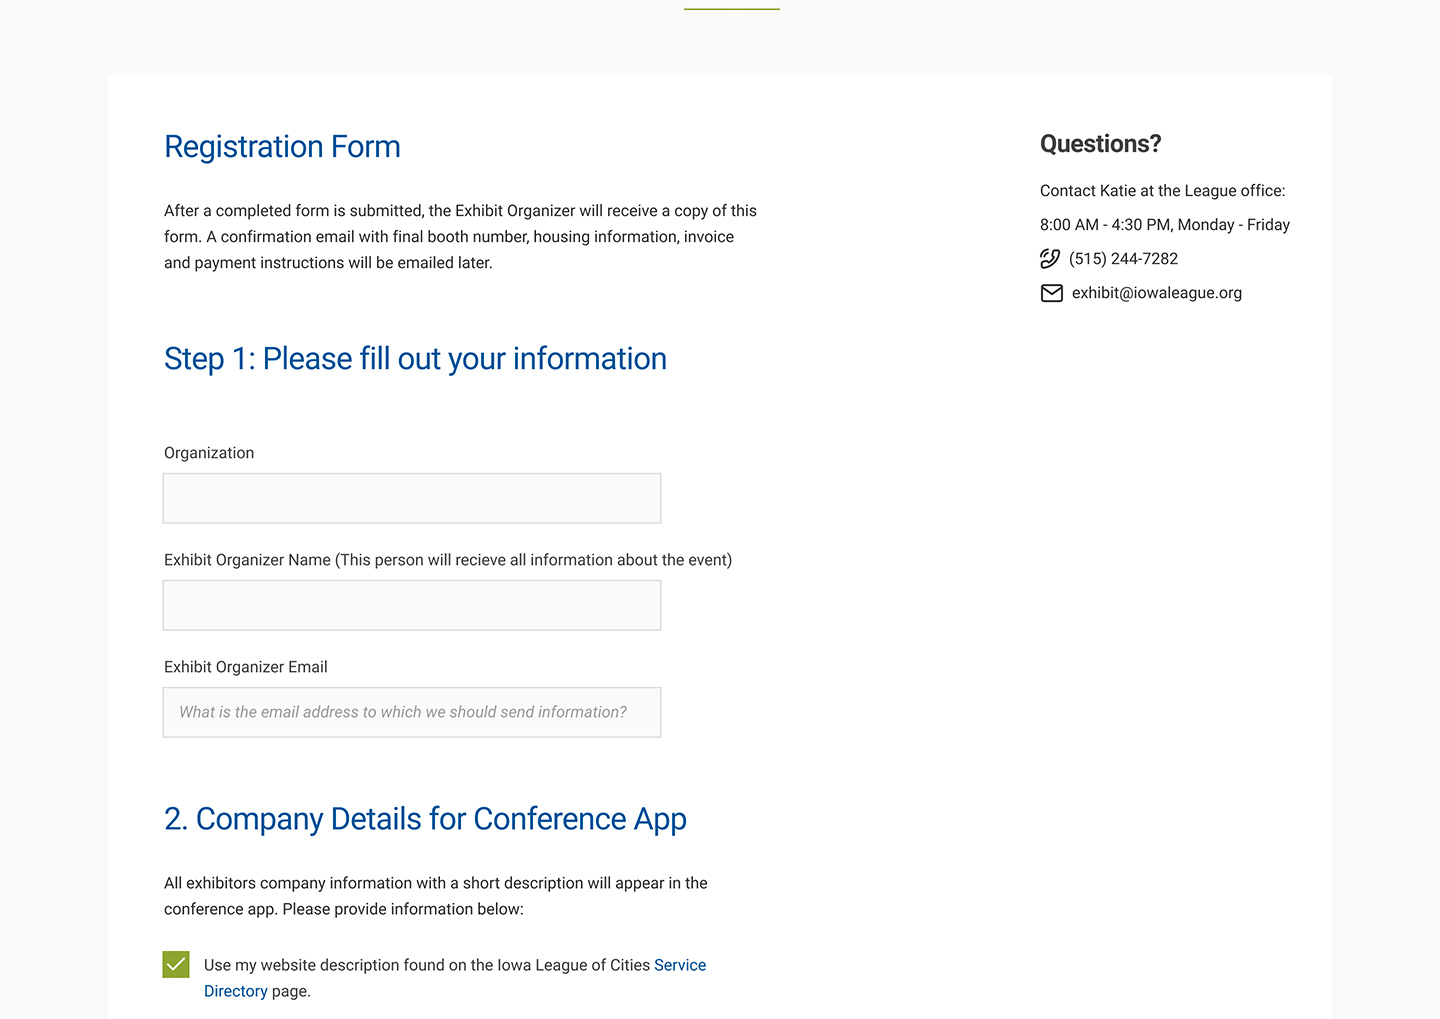 Registration Form
After a completed form is submitted, the Exhibit Organizer will receive a copy of this
form. A confirmation email with final booth number, housing information, invoice
and payment instructions will be emailed later.
Step 1: Please fill out your information
Organization
Exhibit Organizer Name (This person will recieve all information about the event)
Exhibit Organizer Email
What is the email address to which we should send information?
2. Company Details for Conference App
All exhibitors company information with a short description will appear in the
conference app. Please provide information below:
Use my website description found on the Iowa League of Cities Service
Directory page.
Questions?
Contact Katie at the League office:
8:00 AM - 4:30 PM, Monday - Friday
(515) 244-7282
exhibit@iowaleague.org